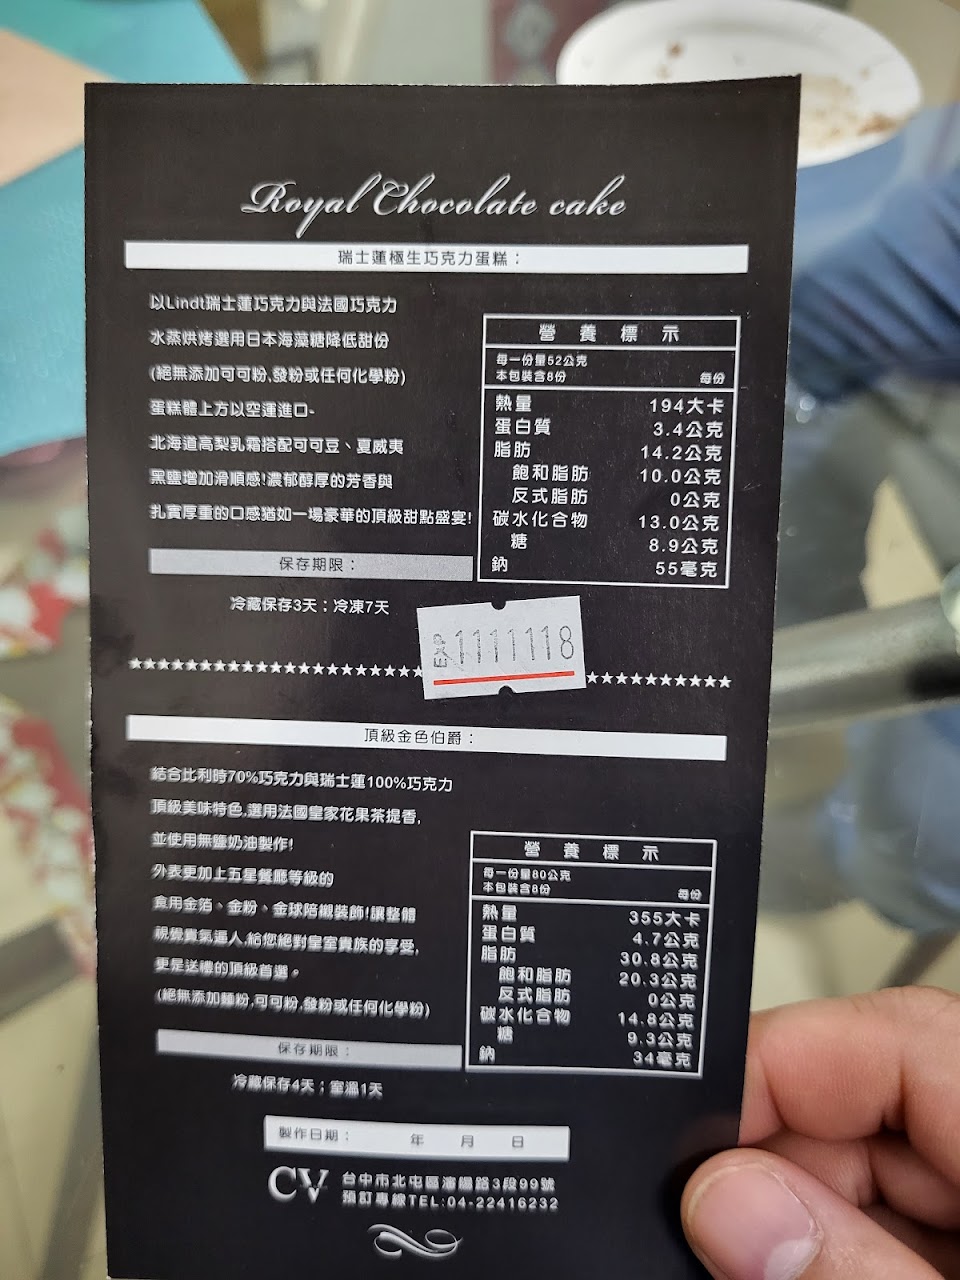 Royal Chocolate cake
瑞士蓮極生巧克力蛋糕：
以Lindt瑞士蓮巧克力與法國巧克力
水蒸烘烤選用日本海藻糖降低甜份
(絕無添加可可粉,發粉或任何化學粉)
蛋糕體上方以空運進口-
北海道高梨乳霜搭配可可豆、夏威夷
黑鹽增加滑順感!濃郁醇厚的芳香與
扎實厚重的口感猶如一場豪華的頂級甜點盛宴!
營養標示
每一份量52公克
本包裝含8份 每份
熱量 194大卡
蛋白質 3.4公克
脂肪 14.2公克
飽和脂肪 10.0公克
反式脂肪 0公克
碳水化合物 13.0公克
糖 8.9公克
鈉 55毫克
保存期限：
冷藏保存3天；冷凍7天
EXP 1111118
★★★★★★★★★★★★★★★★★★★★★★ ★★★★★★★★★★★
頂級金色伯爵：
結合比利時70%巧克力與瑞士蓮100%巧克力
頂級美味特色,選用法國皇家花果茶提香,
並使用無鹽奶油製作!
外表更加上五星餐廳等級的
食用金箔、金粉、金球陪襯裝飾!讓整體
視覺貴氣逼人,給您絕對皇室貴族的享受,
更是送禮的頂級首選。
(絕無添加麵粉,可可粉,發粉或任何化學粉)
營養標示
每一份量80公克
本包裝含8份 每份
熱量 355大卡
蛋白質 4.7公克
脂肪 30.8公克
飽和脂肪 20.3公克
反式脂肪 0公克
碳水化合物 14.8公克
糖 9.3公克
鈉 34毫克
保存期限：
冷藏保存4天；室溫1天
製作日期： 年 月 日
CV
台中市北屯區瀋陽路3段99號
預訂專線TEL:04-22416232